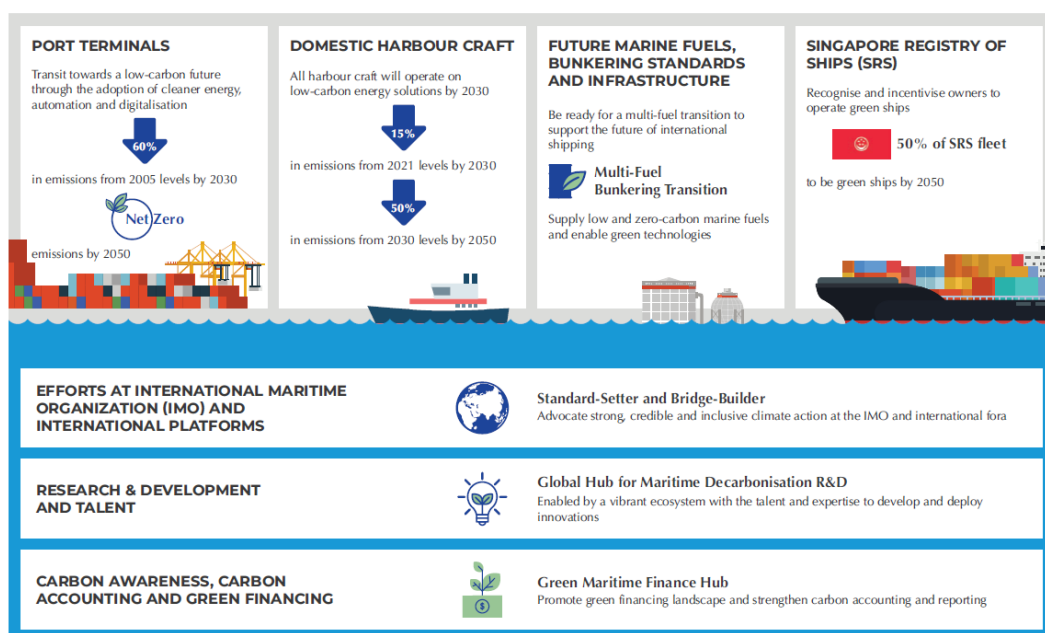 PORT TERMINALS
Transit towards a low-carbon future
through the adoption of cleaner energy,
automation and digitalisation
60%
in emissions from 2005 levels by 2030
Net Zero
emissions by 2050
DOMESTIC HARBOUR CRAFT
All harbour craft will operate on
low-carbon energy solutions by 2030
15%
in emissions from 2021 levels by 2030
50%
in emissions from 2030 levels by 2050
FUTURE MARINE FUELS,
BUNKERING STANDARDS
AND INFRASTRUCTURE
Be ready for a multi-fuel transition to
support the future of international
shipping
Multi-Fuel
Bunkering Transition
Supply low and zero-carbon marine fuels
and enable green technologies
SINGAPORE REGISTRY OF
SHIPS (SRS)
Recognise and incentivise owners to
operate green ships
50% of SRS fleet
to be green ships by 2050
EFFORTS AT INTERNATIONAL MARITIME
ORGANIZATION (IMO) AND
INTERNATIONAL PLATFORMS
Standard-Setter and Bridge-Builder
Advocate strong, credible and inclusive climate action at the IMO and international fora
RESEARCH & DEVELOPMENT
AND TALENT
Global Hub for Maritime Decarbonisation R&D
Enabled by a vibrant ecosystem with the talent and expertise to develop and deploy
innovations
CARBON AWARENESS, CARBON
ACCOUNTING AND GREEN FINANCING
$
Green Maritime Finance Hub
Promote green financing landscape and strengthen carbon accounting and reporting